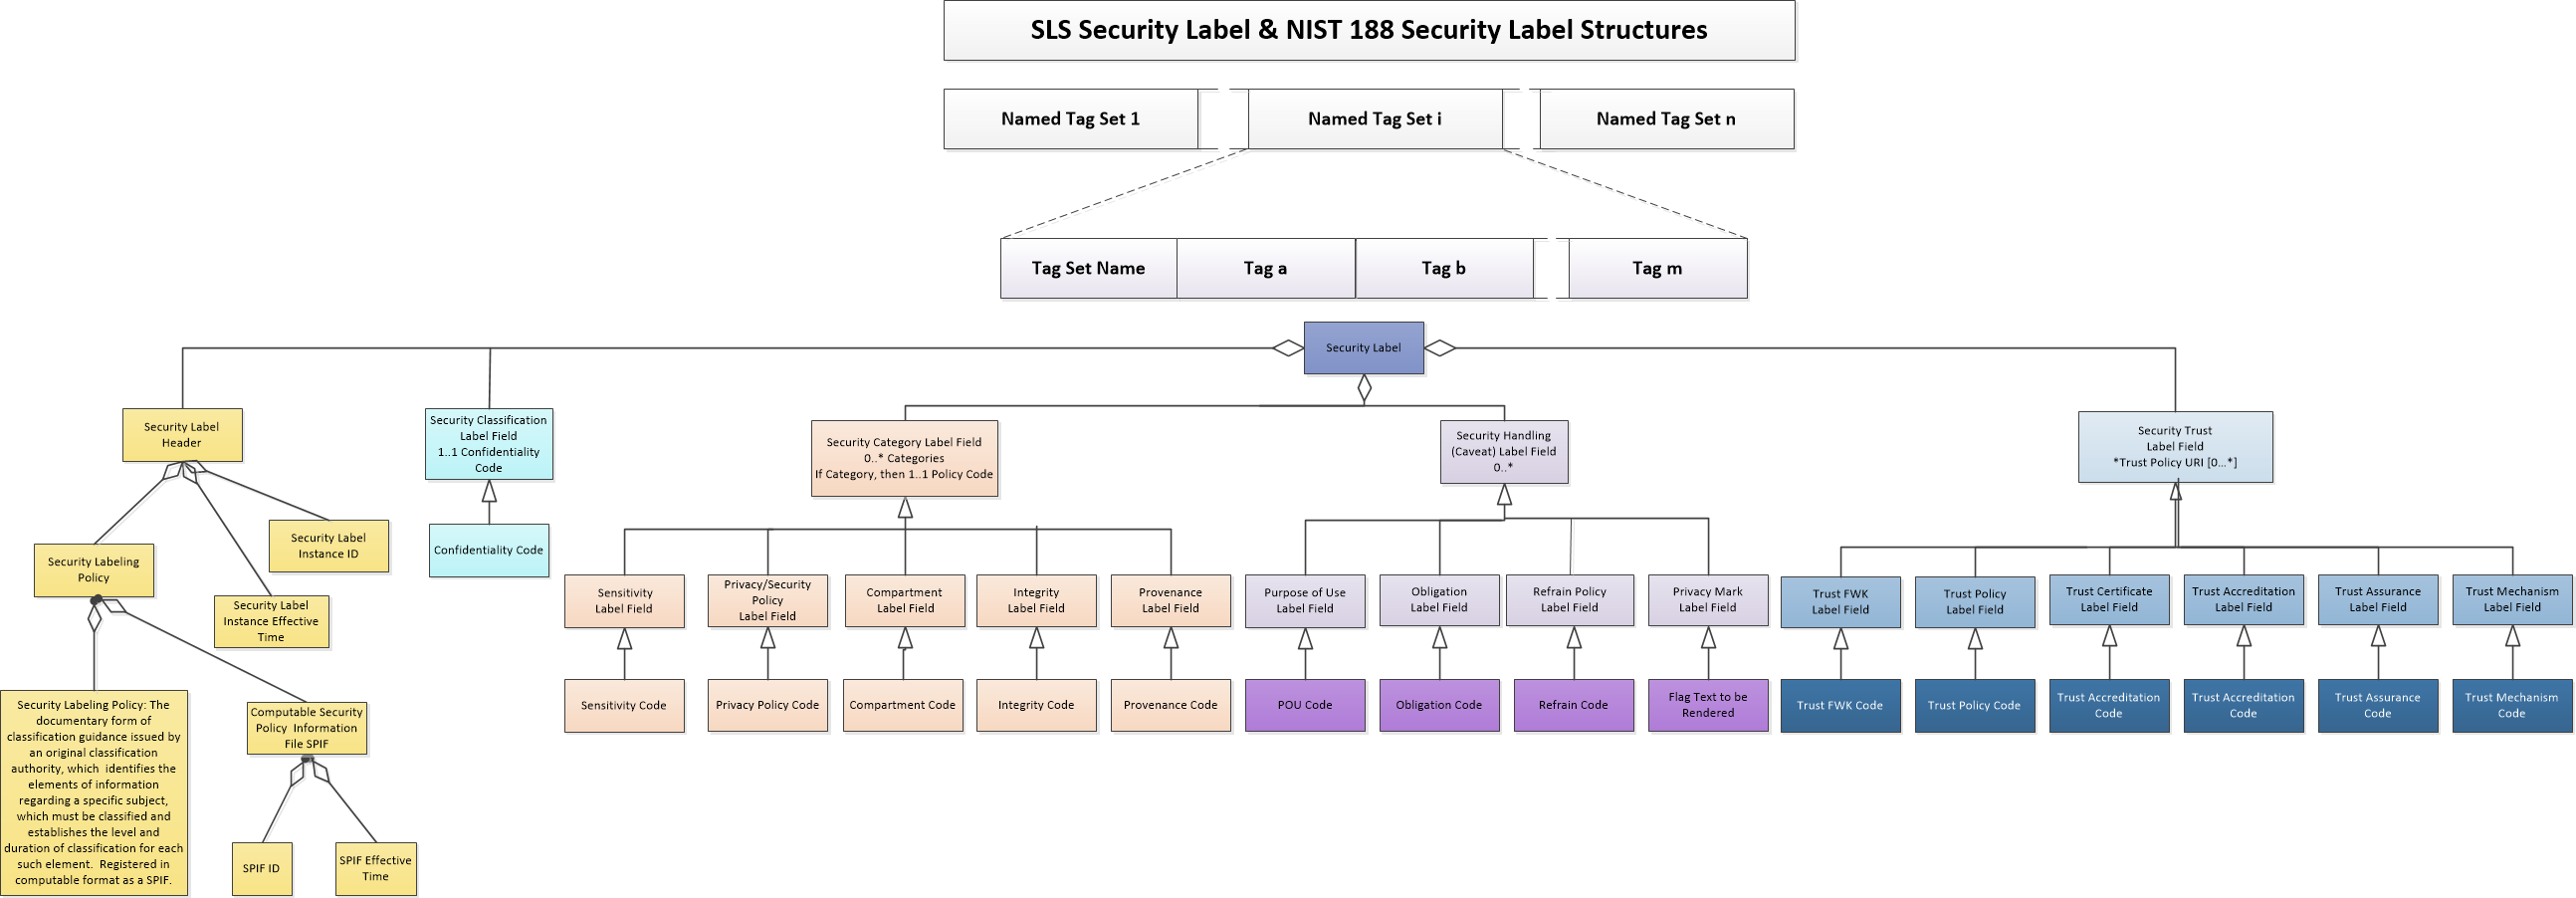 SLS Security Label & NIST 188 Security Label Structures
Named Tag Set 1
Named Tag Set i
Named Tag Set n
Tag Set Name
Tag a
Tag b
Tag m
Security Label
Security Label
Header
Security Classification
Label Field
1..1 Confidentiality
Code
Security Category Label Field
0..* Categories
If Category, then 1..1 Policy Code
Security Handling
(Caveat) Label Field
0..*
Security Trust
Label Field
*Trust Policy URI [0...*]
Security Label
Instance ID
Confidentiality Code
Security Labeling
Policy
Security Label
Instance Effective
Time
Sensitivity
Label Field
Privacy/Security
Policy
Label Field
Compartment
Label Field
Integrity
Label Field
Provenance
Label Field
Purpose of Use
Label Field
Obligation
Label Field
Refrain Policy
Label Field
Privacy Mark
Label Field
Trust FWK
Label Field
Trust Policy
Label Field
Trust Certificate
Label Field
Trust Accreditation
Label Field
Trust Assurance
Label Field
Trust Mechanism
Label Field
Security Labeling Policy: The
documentary form of
classification guidance issued by
an original classification
authority, which  identifies the
elements of information
regarding a specific subject,
which must be classified and
establishes the level and
duration of classification for each
such element.  Registered in
computable format as a SPIF.
Computable Security
Policy  Information
File SPIF
Sensitivity Code
Privacy Policy Code
Compartment Code
Integrity Code
Provenance Code
POU Code
Obligation Code
Refrain Code
Flag Text to be
Rendered
Trust FWK Code
Trust Policy Code
Trust Accreditation
Code
Trust Accreditation
Code
Trust Assurance
Code
Trust Mechanism
Code
SPIF ID
SPIF Effective
Time